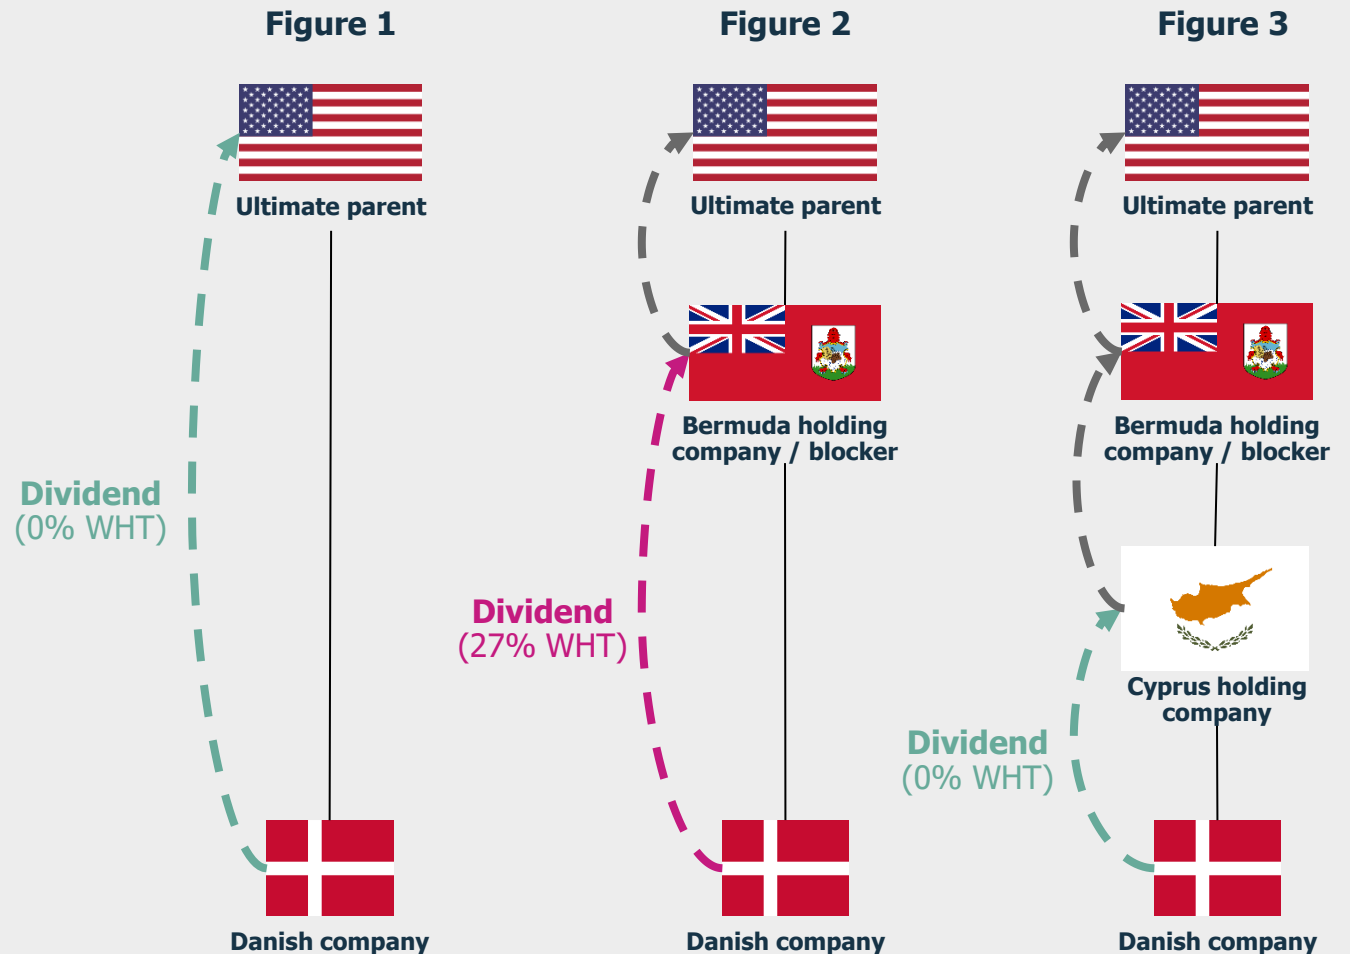 Figure 1
Ultimate parent
Dividend
(0% WHT)
Danish company
Figure 2
Ultimate parent
Bermuda holding
company / blocker
Dividend
(27% WHT)
Danish company
Figure 3
Ultimate parent
Bermuda holding
company / blocker
Cyprus holding
company
Dividend
(0% WHT)
Danish company